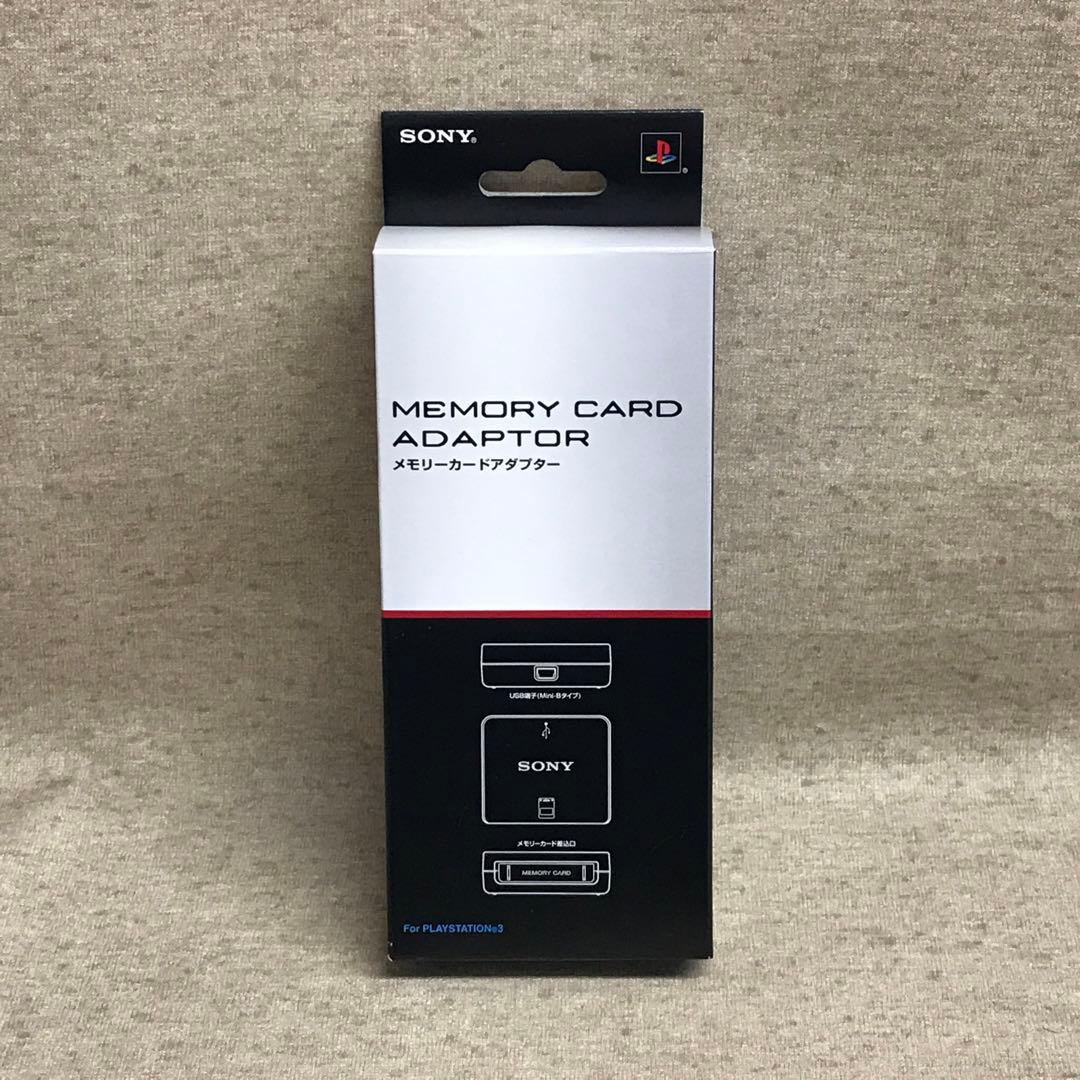 SONY®
MEMORY CARD
ADAPTOR
メモリーカードアダプター
USB端子(Mini-Bタイプ)
SONY
メモリーカード差込口
MEMORY CARD
For PLAYSTATION®3